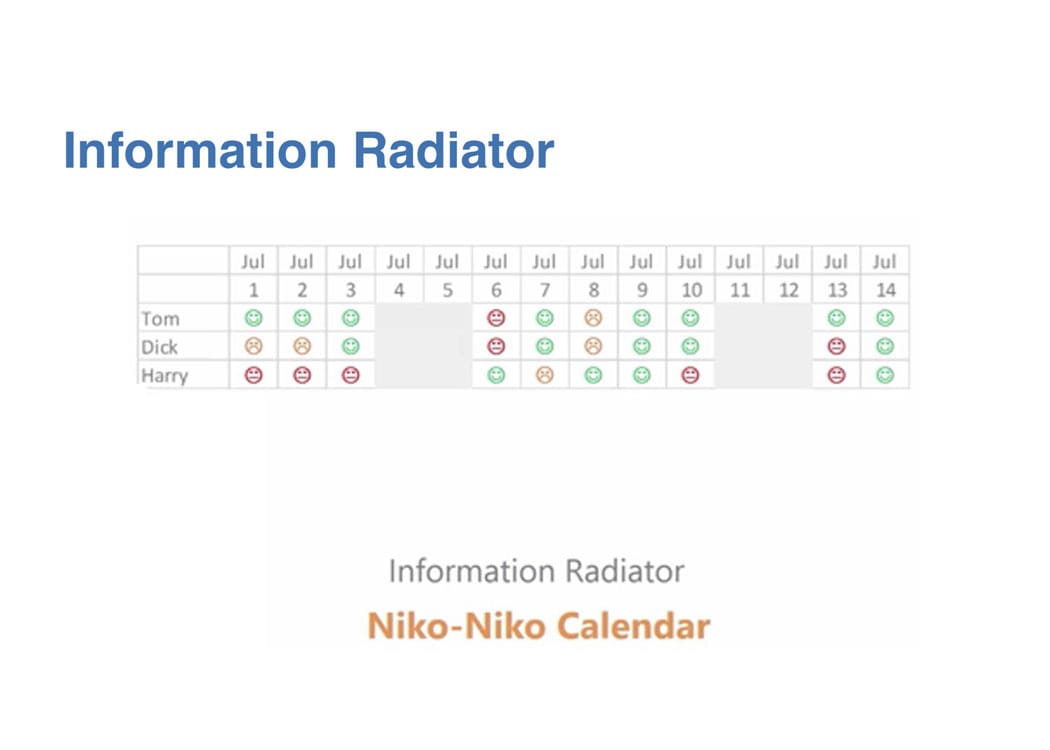 Information Radiator
Jul Jul Jul Jul Jul Jul Jul Jul Jul Jul Jul Jul Jul Jul
1 2 3 4 5 6 7 8 9 10 11 12 13 14
Tom
Dick
Harry
Information Radiator
Niko-Niko Calendar